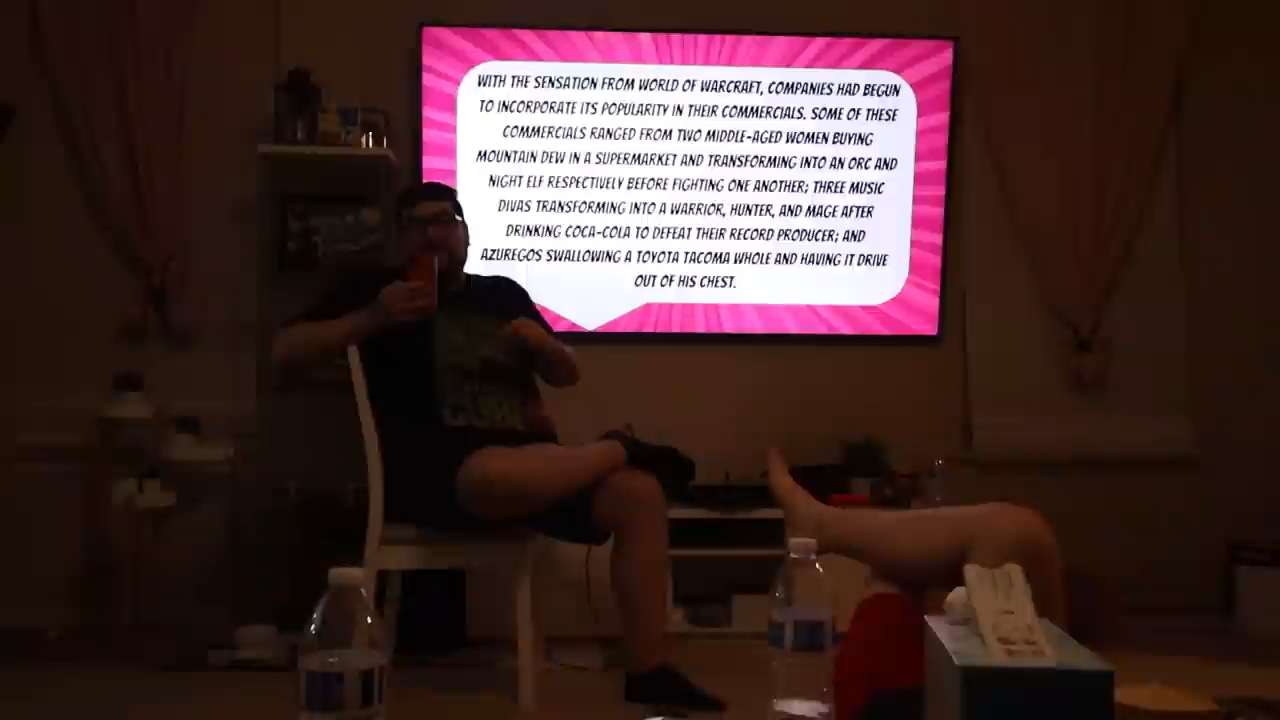 WITH THE SENSATION FROM WORLD OF WARCRAFT, COMPANIES HAD BEGUN
TO INCORPORATE ITS POPULARITY IN THEIR COMMERCIALS. SOME OF THESE
COMMERCIALS RANGED FROM TWO MIDDLE-AGED WOMEN BUYING
MOUNTAIN DEW IN A SUPERMARKET AND TRANSFORMING INTO AN ORC AND
NIGHT ELF RESPECTIVELY BEFORE FIGHTING ONE ANOTHER; THREE MUSIC
DIVAS TRANSFORMING INTO A WARRIOR, HUNTER, AND MAGE AFTER
DRINKING COCA-COLA TO DEFEAT THEIR RECORD PRODUCER; AND
AZUREGOS SWALLOWING A TOYOTA TACOMA WHOLE AND HAVING IT DRIVE
OUT OF HIS CHEST.